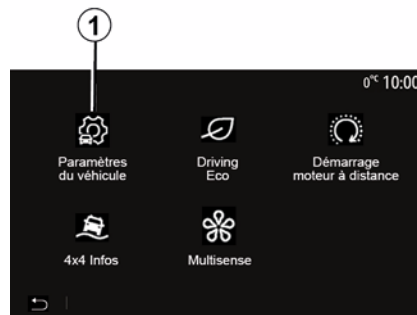 1
0°C 10:00
Paramètres
du véhicule
Driving
Eco
Démarrage
moteur à distance
4x4 Infos
Multisense